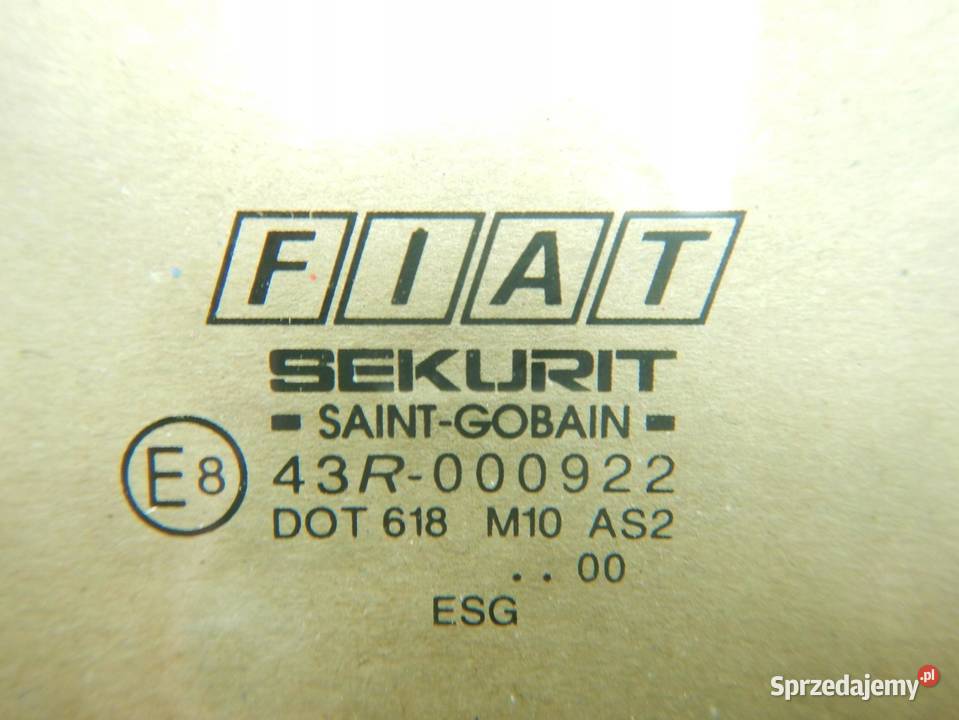 FIAT
SEKURIT
- SAINT-GOBAIN -
E8 43R-000922
DOT 618 M10 AS2
. . 00
ESG
Sprzedajemy.pl